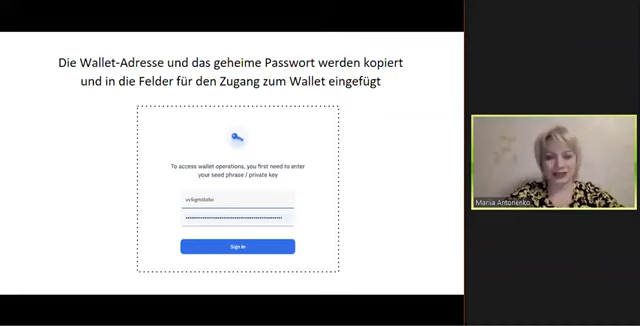 Die Wallet-Adresse und das geheime Passwort werden kopiert
und in die Felder für den Zugang zum Wallet eingefügt
To access wallet operations, you first need to enter
your seed phrase / private key
Sign In
Mariia Antonenko